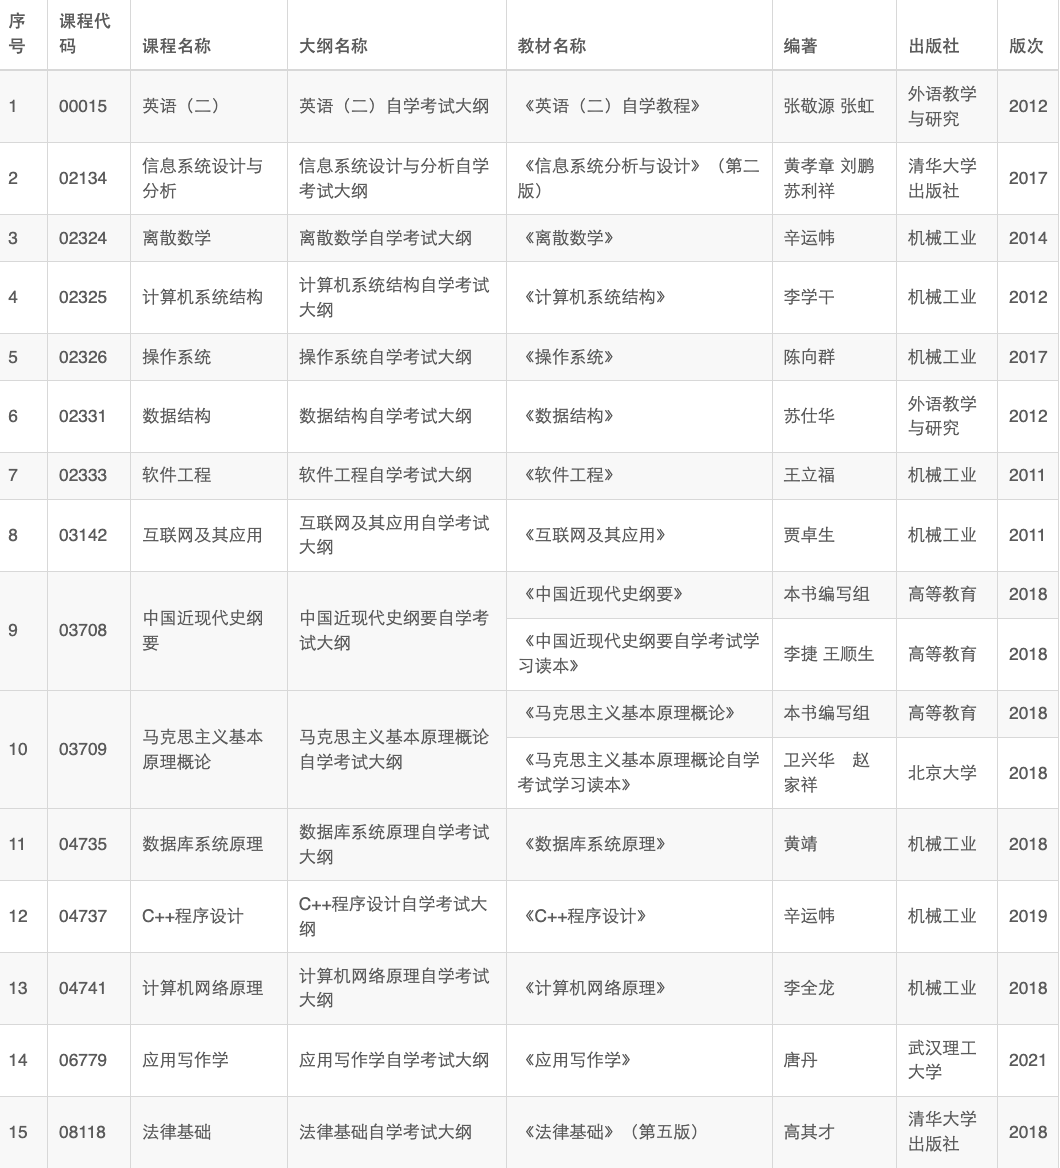 序号 课程代码 课程名称 大纲名称 教材名称 编著 出版社 版次
1 00015 英语（二） 英语（二）自学考试大纲 《英语（二）自学教程》 张敬源 张虹 外语教学与研究 2012
2 02134 信息系统设计与分析 信息系统设计与分析自学考试大纲 《信息系统分析与设计》（第二版） 黄孝章 刘鹏 苏利祥 清华大学出版社 2017
3 02324 离散数学 离散数学自学考试大纲 《离散数学》 辛运帏 机械工业 2014
4 02325 计算机系统结构 计算机系统结构自学考试大纲 《计算机系统结构》 李学干 机械工业 2012
5 02326 操作系统 操作系统自学考试大纲 《操作系统》 陈向群 机械工业 2017
6 02331 数据结构 数据结构自学考试大纲 《数据结构》 苏仕华 外语教学与研究 2012
7 02333 软件工程 软件工程自学考试大纲 《软件工程》 王立福 机械工业 2011
8 03142 互联网及其应用 互联网及其应用自学考试大纲 《互联网及其应用》 贾卓生 机械工业 2011
9 03708 中国近现代史纲要 中国近现代史纲要自学考试大纲 《中国近现代史纲要》 本书编写组 高等教育 2018
《中国近现代史纲要自学考试学习读本》 李捷 王顺生 高等教育 2018
10 03709 马克思主义基本原理概论 马克思主义基本原理概论自学考试大纲 《马克思主义基本原理概论》 本书编写组 高等教育 2018
《马克思主义基本原理概论自学考试学习读本》 卫兴华 赵家祥 北京大学 2018
11 04735 数据库系统原理 数据库系统原理自学考试大纲 《数据库系统原理》 黄靖 机械工业 2018
12 04737 C++程序设计 C++程序设计自学考试大纲 《C++程序设计》 辛运帏 机械工业 2019
13 04741 计算机网络原理 计算机网络原理自学考试大纲 《计算机网络原理》 李全龙 机械工业 2018
14 06779 应用写作学 应用写作学自学考试大纲 《应用写作学》 唐丹 武汉理工大学 2021
15 08118 法律基础 法律基础自学考试大纲 《法律基础》（第五版） 高其才 清华大学出版社 2018